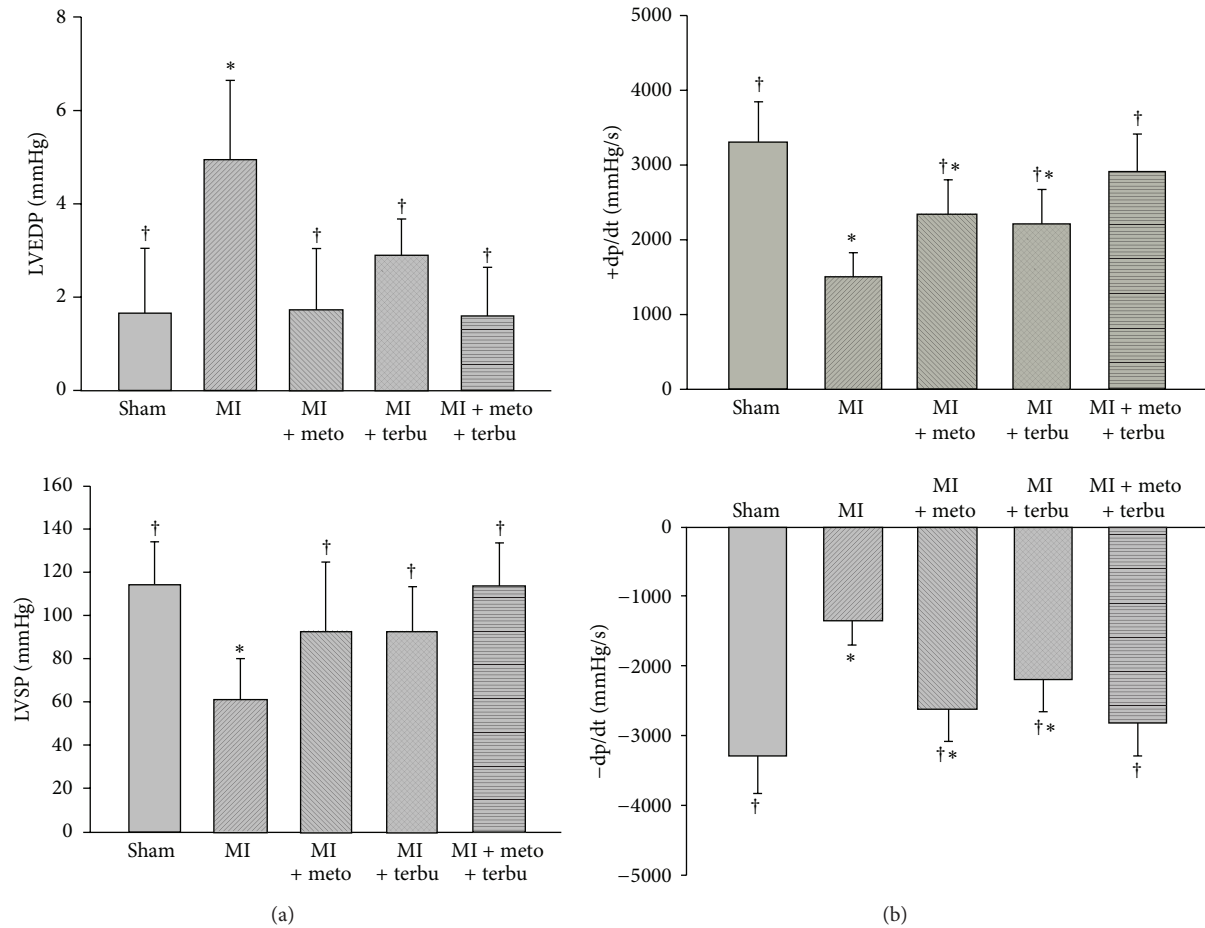 8
6
4
2
0
LVEDP (mmHg)
†
*
†
†
†
Sham
MI
MI
+ meto
MI
+ terbu
MI + meto
+ terbu
160
140
120
100
80
60
40
20
0
LVSP (mmHg)
†
*
†
†
†
Sham
MI
MI
+ meto
MI
+ terbu
MI + meto
+ terbu
(a)
5000
4000
3000
2000
1000
0
+dp/dt (mmHg/s)
†
*
†*
†*
†
Sham
MI
MI
+ meto
MI
+ terbu
MI + meto
+ terbu
Sham
MI
MI
+ meto
MI
+ terbu
MI + meto
+ terbu
0
−1000
−2000
−3000
−4000
−5000
−dp/dt (mmHg/s)
†
*
†*
†*
†
(b)